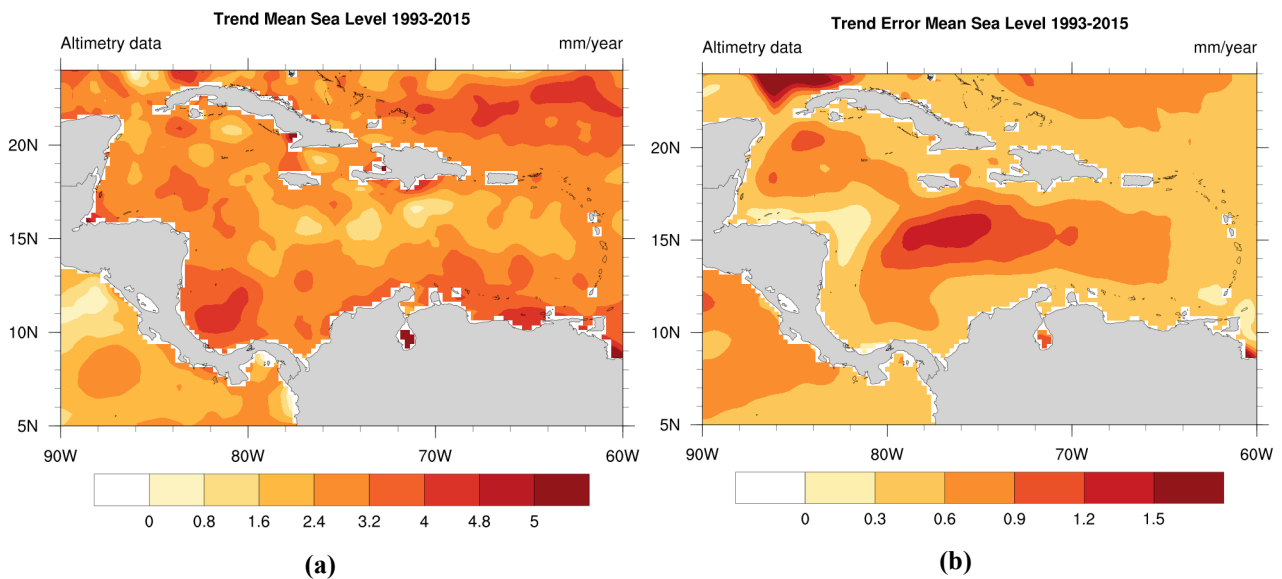 Trend Mean Sea Level 1993-2015
Altimetry data mm/year
20N
15N
10N
5N
90W 80W 70W 60W
0 0.8 1.6 2.4 3.2 4 4.8 5
(a)
Trend Error Mean Sea Level 1993-2015
Altimetry data mm/year
20N
15N
10N
5N
90W 80W 70W 60W
0 0.3 0.6 0.9 1.2 1.5
(b)